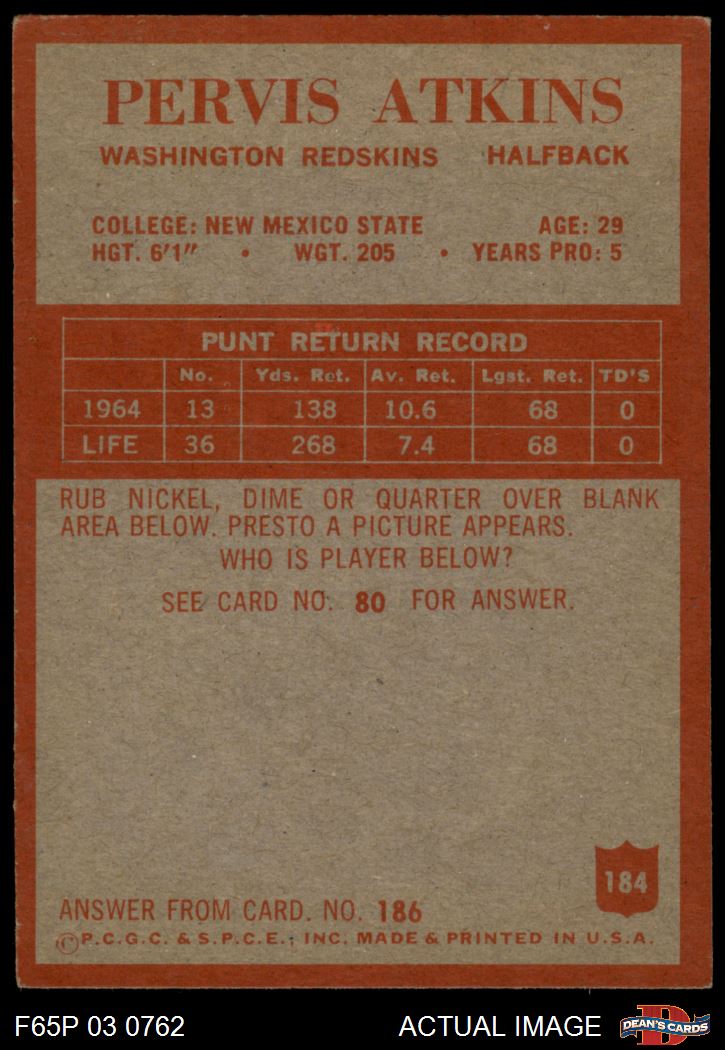 PERVIS ATKINS
WASHINGTON REDSKINS HALFBACK
COLLEGE: NEW MEXICO STATE AGE: 29
HGT. 6'1" • WGT. 205 • YEARS PRO: 5
PUNT RETURN RECORD
No. Yds. Ret. Av. Ret. Lgst. Ret. TD'S
1964 13 138 10.6 68 0
LIFE 36 268 7.4 68 0
RUB NICKEL, DIME OR QUARTER OVER BLANK
AREA BELOW. PRESTO A PICTURE APPEARS.
WHO IS PLAYER BELOW?
SEE CARD NO. 80 FOR ANSWER.
184
ANSWER FROM CARD. NO. 186
©P.C.G.C. & S.P.C.E., INC. MADE & PRINTED IN U.S.A.
F65P 03 0762 ACTUAL IMAGE D DEAN'S CARDS